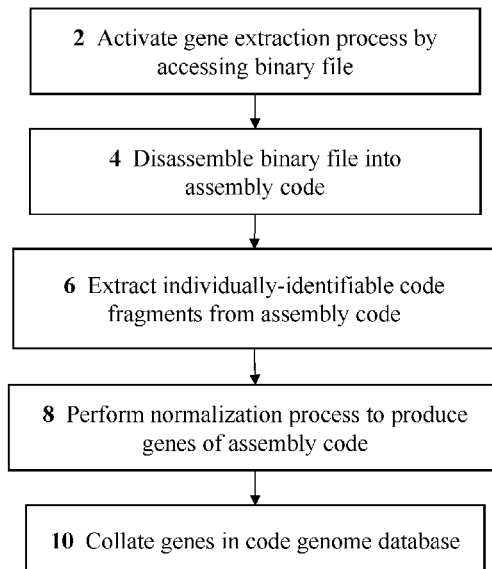 2 Activate gene extraction process by
accessing binary file
4 Disassemble binary file into
assembly code
6 Extract individually-identifiable code
fragments from assembly code
8 Perform normalization process to produce
genes of assembly code
10 Collate genes in code genome database